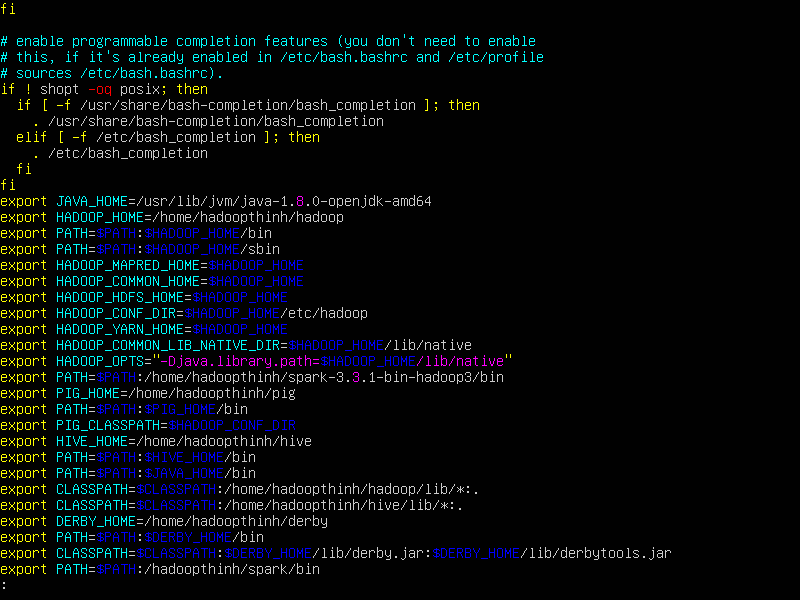 fi

# enable programmable completion features (you don't need to enable
# this, if it's already enabled in /etc/bash.bashrc and /etc/profile
# sources /etc/bash.bashrc).
if ! shopt -oq posix; then
  if [ -f /usr/share/bash-completion/bash_completion ]; then
    . /usr/share/bash-completion/bash_completion
  elif [ -f /etc/bash_completion ]; then
    . /etc/bash_completion
  fi
fi
export JAVA_HOME=/usr/lib/jvm/java-1.8.0-openjdk-amd64
export HADOOP_HOME=/home/hadoopthinh/hadoop
export PATH=$PATH:$HADOOP_HOME/bin
export PATH=$PATH:$HADOOP_HOME/sbin
export HADOOP_MAPRED_HOME=$HADOOP_HOME
export HADOOP_COMMON_HOME=$HADOOP_HOME
export HADOOP_HDFS_HOME=$HADOOP_HOME
export HADOOP_CONF_DIR=$HADOOP_HOME/etc/hadoop
export HADOOP_YARN_HOME=$HADOOP_HOME
export HADOOP_COMMON_LIB_NATIVE_DIR=$HADOOP_HOME/lib/native
export HADOOP_OPTS="-Djava.library.path=$HADOOP_HOME/lib/native"
export PATH=$PATH:/home/hadoopthinh/spark-3.3.1-bin-hadoop3/bin
export PIG_HOME=/home/hadoopthinh/pig
export PATH=$PATH:$PIG_HOME/bin
export PIG_CLASSPATH=$HADOOP_CONF_DIR
export HIVE_HOME=/home/hadoopthinh/hive
export PATH=$PATH:$HIVE_HOME/bin
export PATH=$PATH:$JAVA_HOME/bin
export CLASSPATH=$CLASSPATH:/home/hadoopthinh/hadoop/lib/*:.
export CLASSPATH=$CLASSPATH:/home/hadoopthinh/hive/lib/*:.
export DERBY_HOME=/home/hadoopthinh/derby
export PATH=$PATH:$DERBY_HOME/bin
export CLASSPATH=$CLASSPATH:$DERBY_HOME/lib/derby.jar:$DERBY_HOME/lib/derbytools.jar
export PATH=$PATH:/hadoopthinh/spark/bin
: